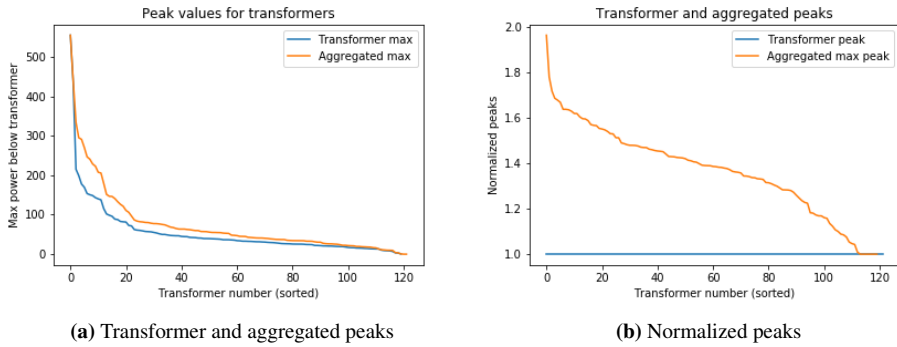 Peak values for transformers
Max power below transformer
500
400
300
200
100
0
Transformer max
Aggregated max
0 20 40 60 80 100 120
Transformer number (sorted)
(a) Transformer and aggregated peaks
Transformer and aggregated peaks
Normalized peaks
2.0
1.8
1.6
1.4
1.2
1.0
Transformer peak
Aggregated max peak
0 20 40 60 80 100 120
Transformer number (sorted)
(b) Normalized peaks